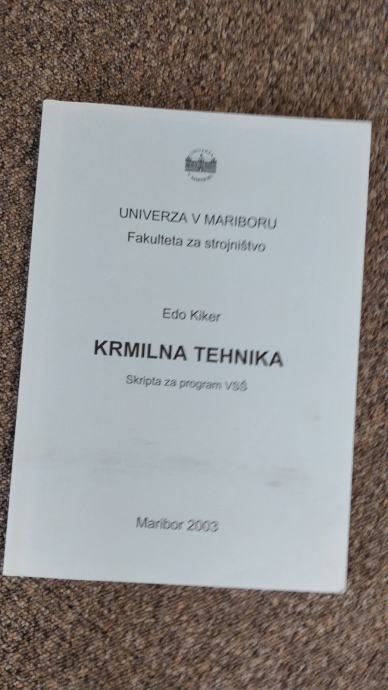 UNIVERZA V MARIBORU
Fakulteta za strojništvo
Edo Kiker
KRMILNA TEHNIKA
Skripta za program VSŠ
Maribor 2003